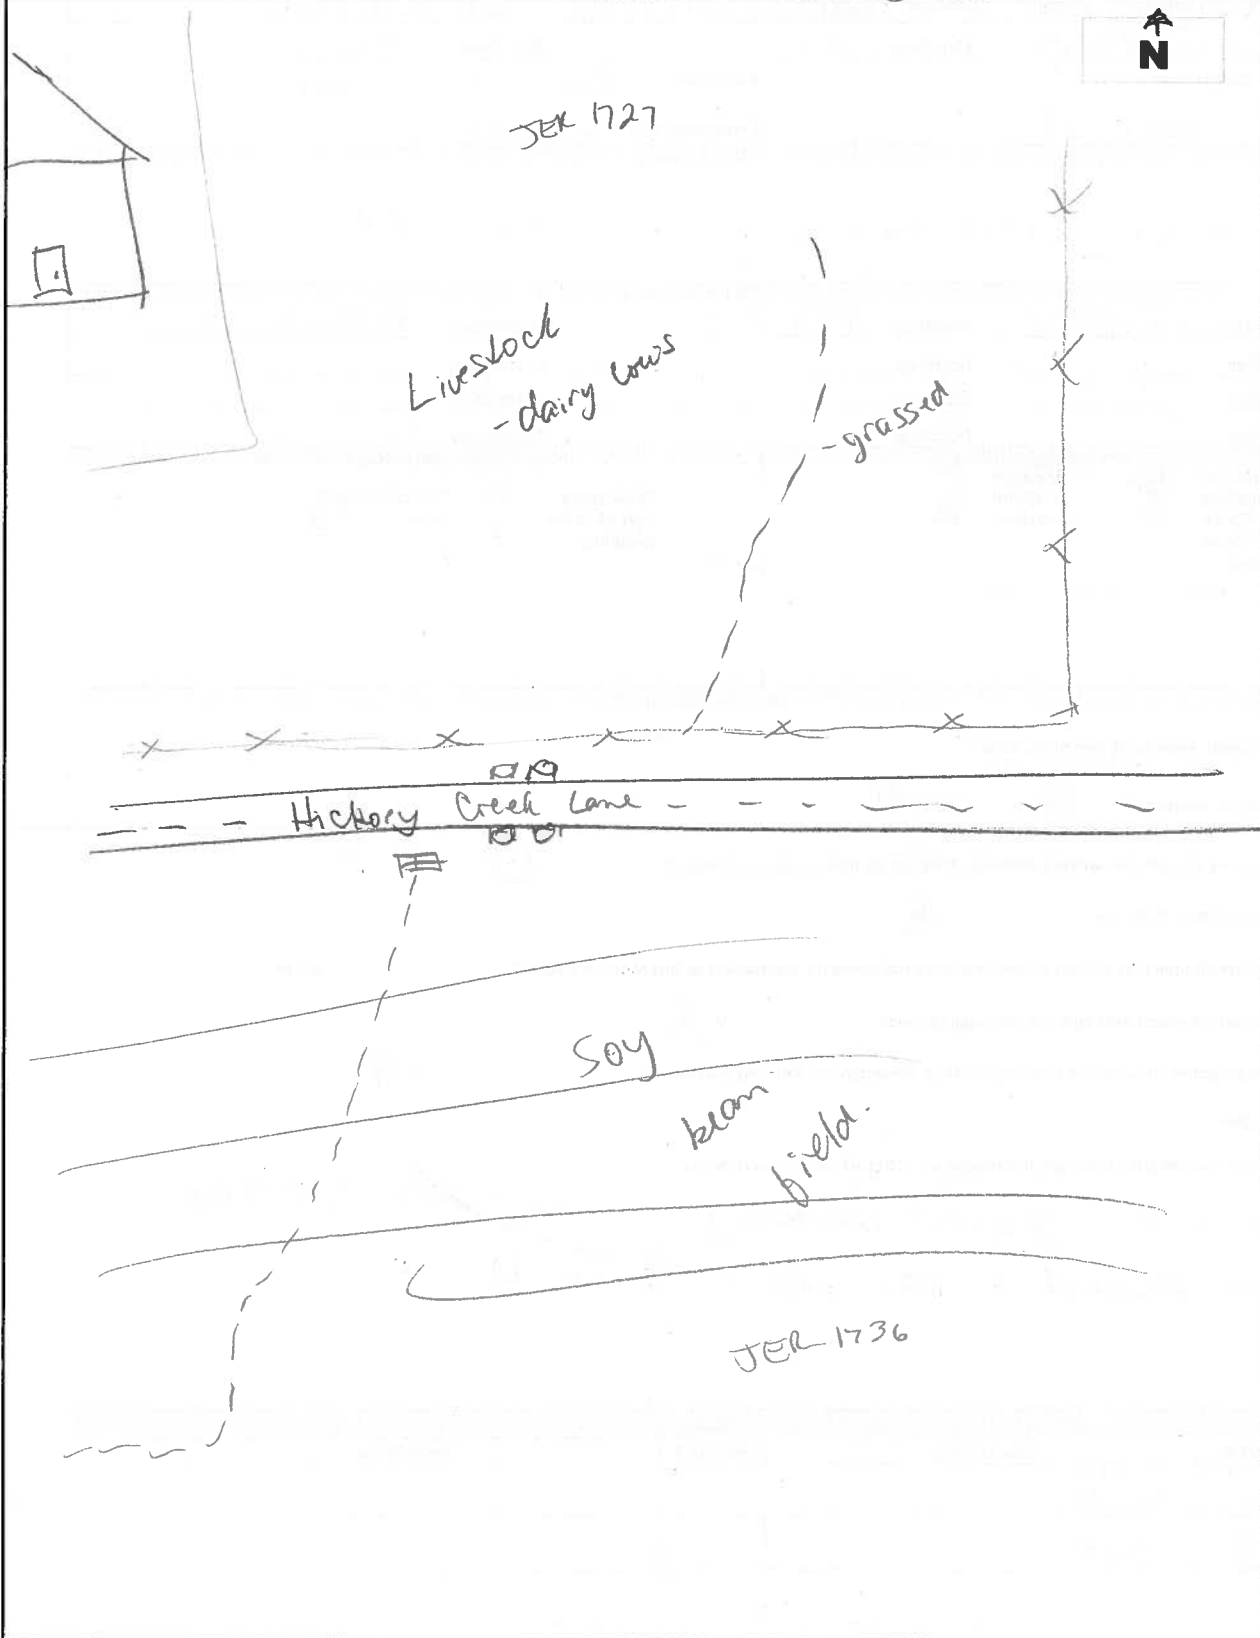 N
JER 1727
Livestock
- dairy cows
- grassed
Hickory Creek Lane
Soy
bean
field.
JER 1736